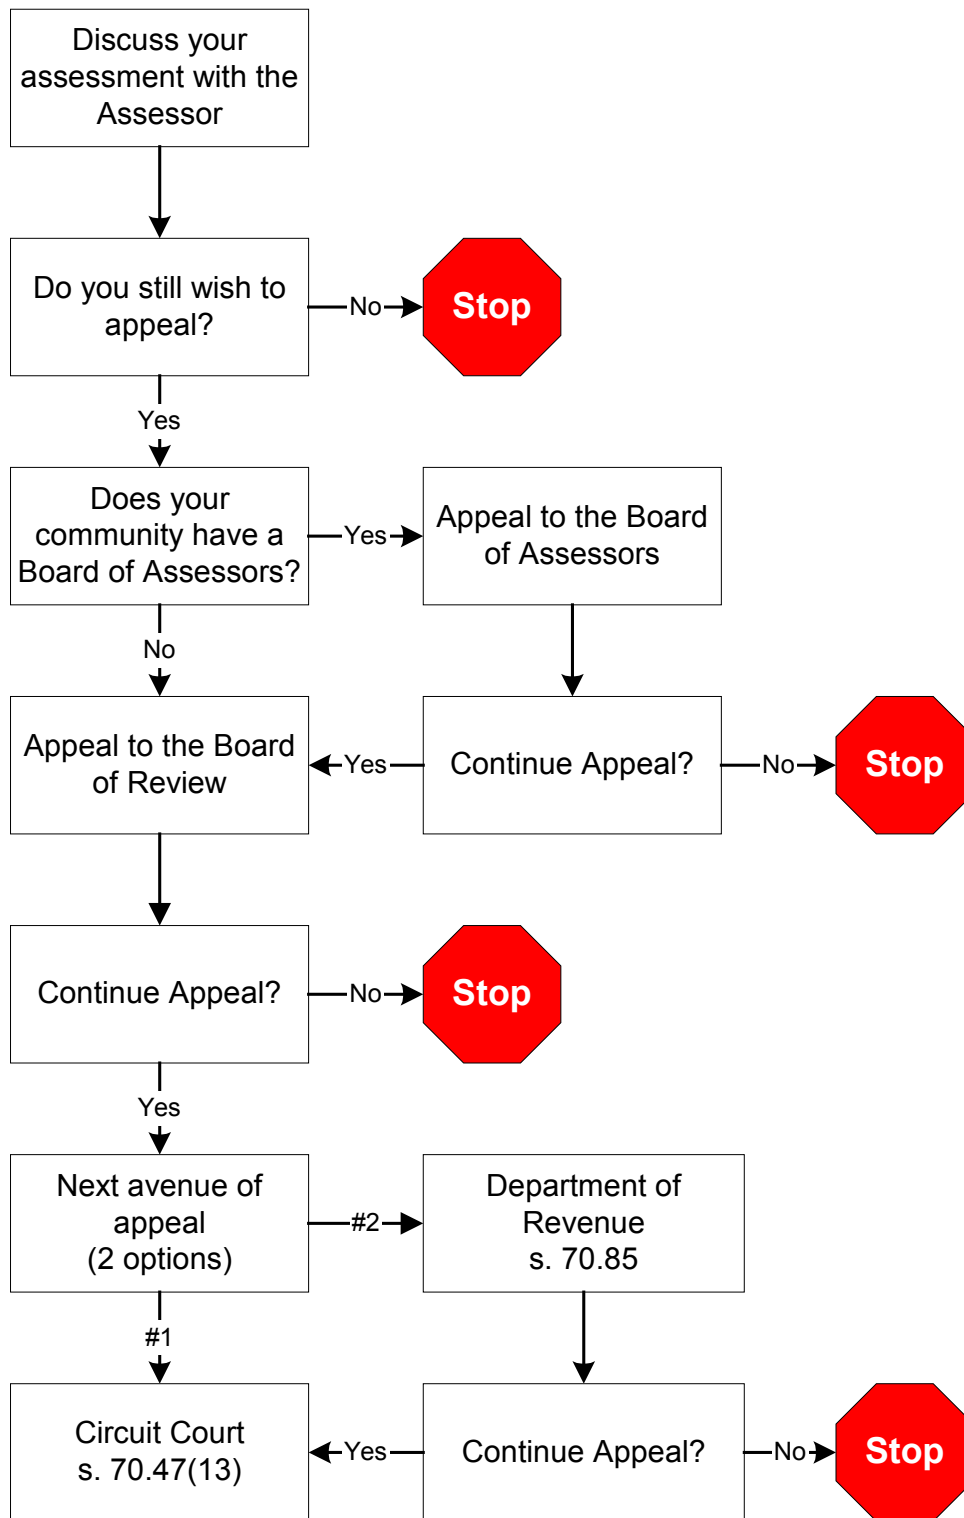 Discuss your
assessment with the
Assessor
Do you still wish to
appeal?
No
Stop
Yes
Does your
community have a
Board of Assessors?
Yes
Appeal to the Board
of Assessors
No
Appeal to the Board
of Review
Yes
Continue Appeal?
No
Stop
Continue Appeal?
No
Stop
Yes
Next avenue of
appeal
(2 options)
#2
Department of
Revenue
s. 70.85
#1
Circuit Court
s. 70.47(13)
Yes
Continue Appeal?
No
Stop